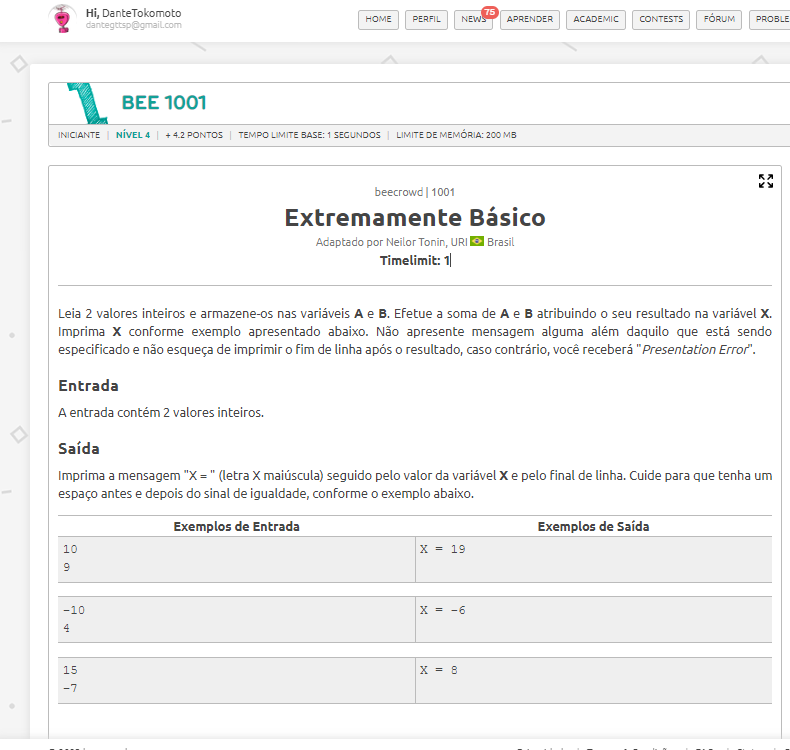 Hi, DanteTokomoto
dantegttsp@gmail.com
HOME PERFIL NEWS 75 APRENDER ACADEMIC CONTESTS FÓRUM PROBLE
BEE 1001
INICIANTE | NÍVEL 4 | + 4.2 PONTOS | TEMPO LIMITE BASE: 1 SEGUNDOS | LIMITE DE MEMÓRIA: 200 MB
beecrowd | 1001
Extremamente Básico
Adaptado por Neilor Tonin, URI Brasil
Timelimit: 1
Leia 2 valores inteiros e armazene-os nas variáveis A e B. Efetue a soma de A e B atribuindo o seu resultado na variável X.
Imprima X conforme exemplo apresentado abaixo. Não apresente mensagem alguma além daquilo que está sendo
especificado e não esqueça de imprimir o fim de linha após o resultado, caso contrário, você receberá "Presentation Error".
Entrada
A entrada contém 2 valores inteiros.
Saída
Imprima a mensagem "X = " (letra X maiúscula) seguido pelo valor da variável X e pelo final de linha. Cuide para que tenha um
espaço antes e depois do sinal de igualdade, conforme o exemplo abaixo.
Exemplos de Entrada Exemplos de Saída
10 X = 19
9
-10 X = -6
4
15 X = 8
-7